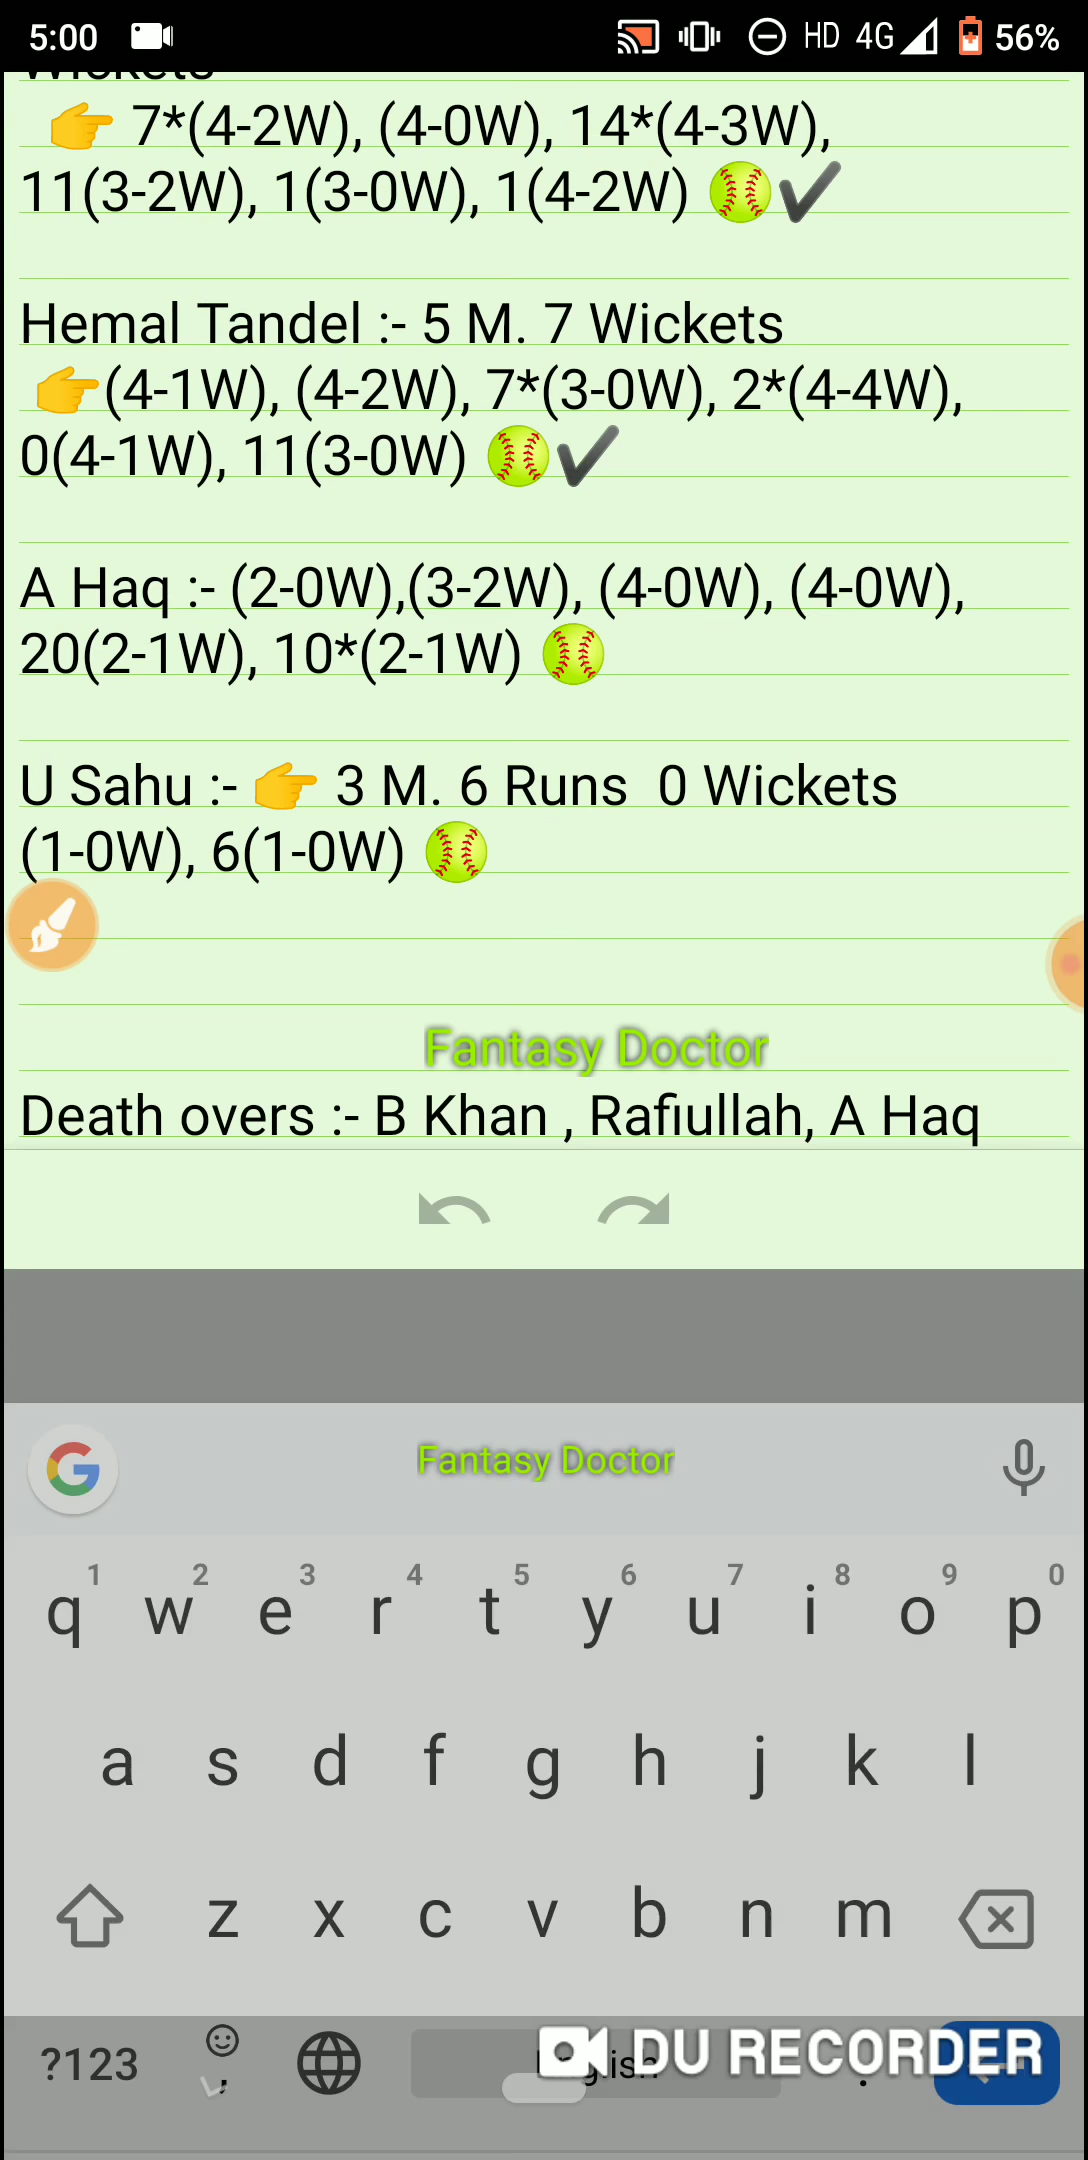 5:00 HD 4G 56%
Wickets
👉 7*(4-2W), (4-0W), 14*(4-3W),
11(3-2W), 1(3-0W), 1(4-2W) 🥎✔
Hemal Tandel :- 5 M. 7 Wickets
👉(4-1W), (4-2W), 7*(3-0W), 2*(4-4W),
0(4-1W), 11(3-0W) 🥎✔
A Haq :- (2-0W),(3-2W), (4-0W), (4-0W),
20(2-1W), 10*(2-1W) 🥎
U Sahu :- 👉 3 M. 6 Runs  0 Wickets
(1-0W), 6(1-0W) 🥎
Fantasy Doctor
Death overs :- B Khan , Rafiullah, A Haq
G Fantasy Doctor
1 2 3 4 5 6 7 8 9 0
q w e r t y u i o p
a s d f g h j k l
z x c v b n m
?123 , English .
DU RECORDER